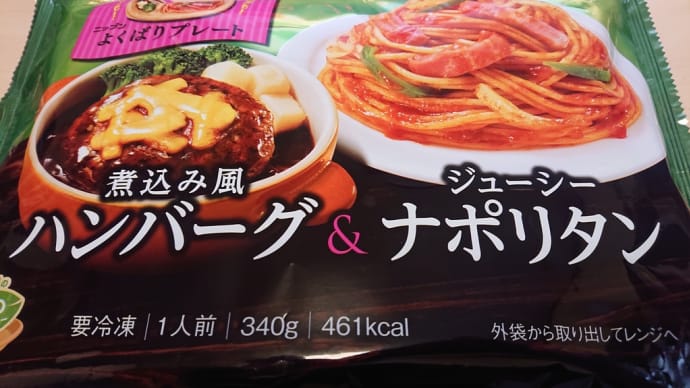 ニップン
よくばりプレート
煮込み風
ハンバーグ
&
ジューシー
ナポリタン
要冷凍|1人前|340g|461kcal
外袋から取り出してレンジへ